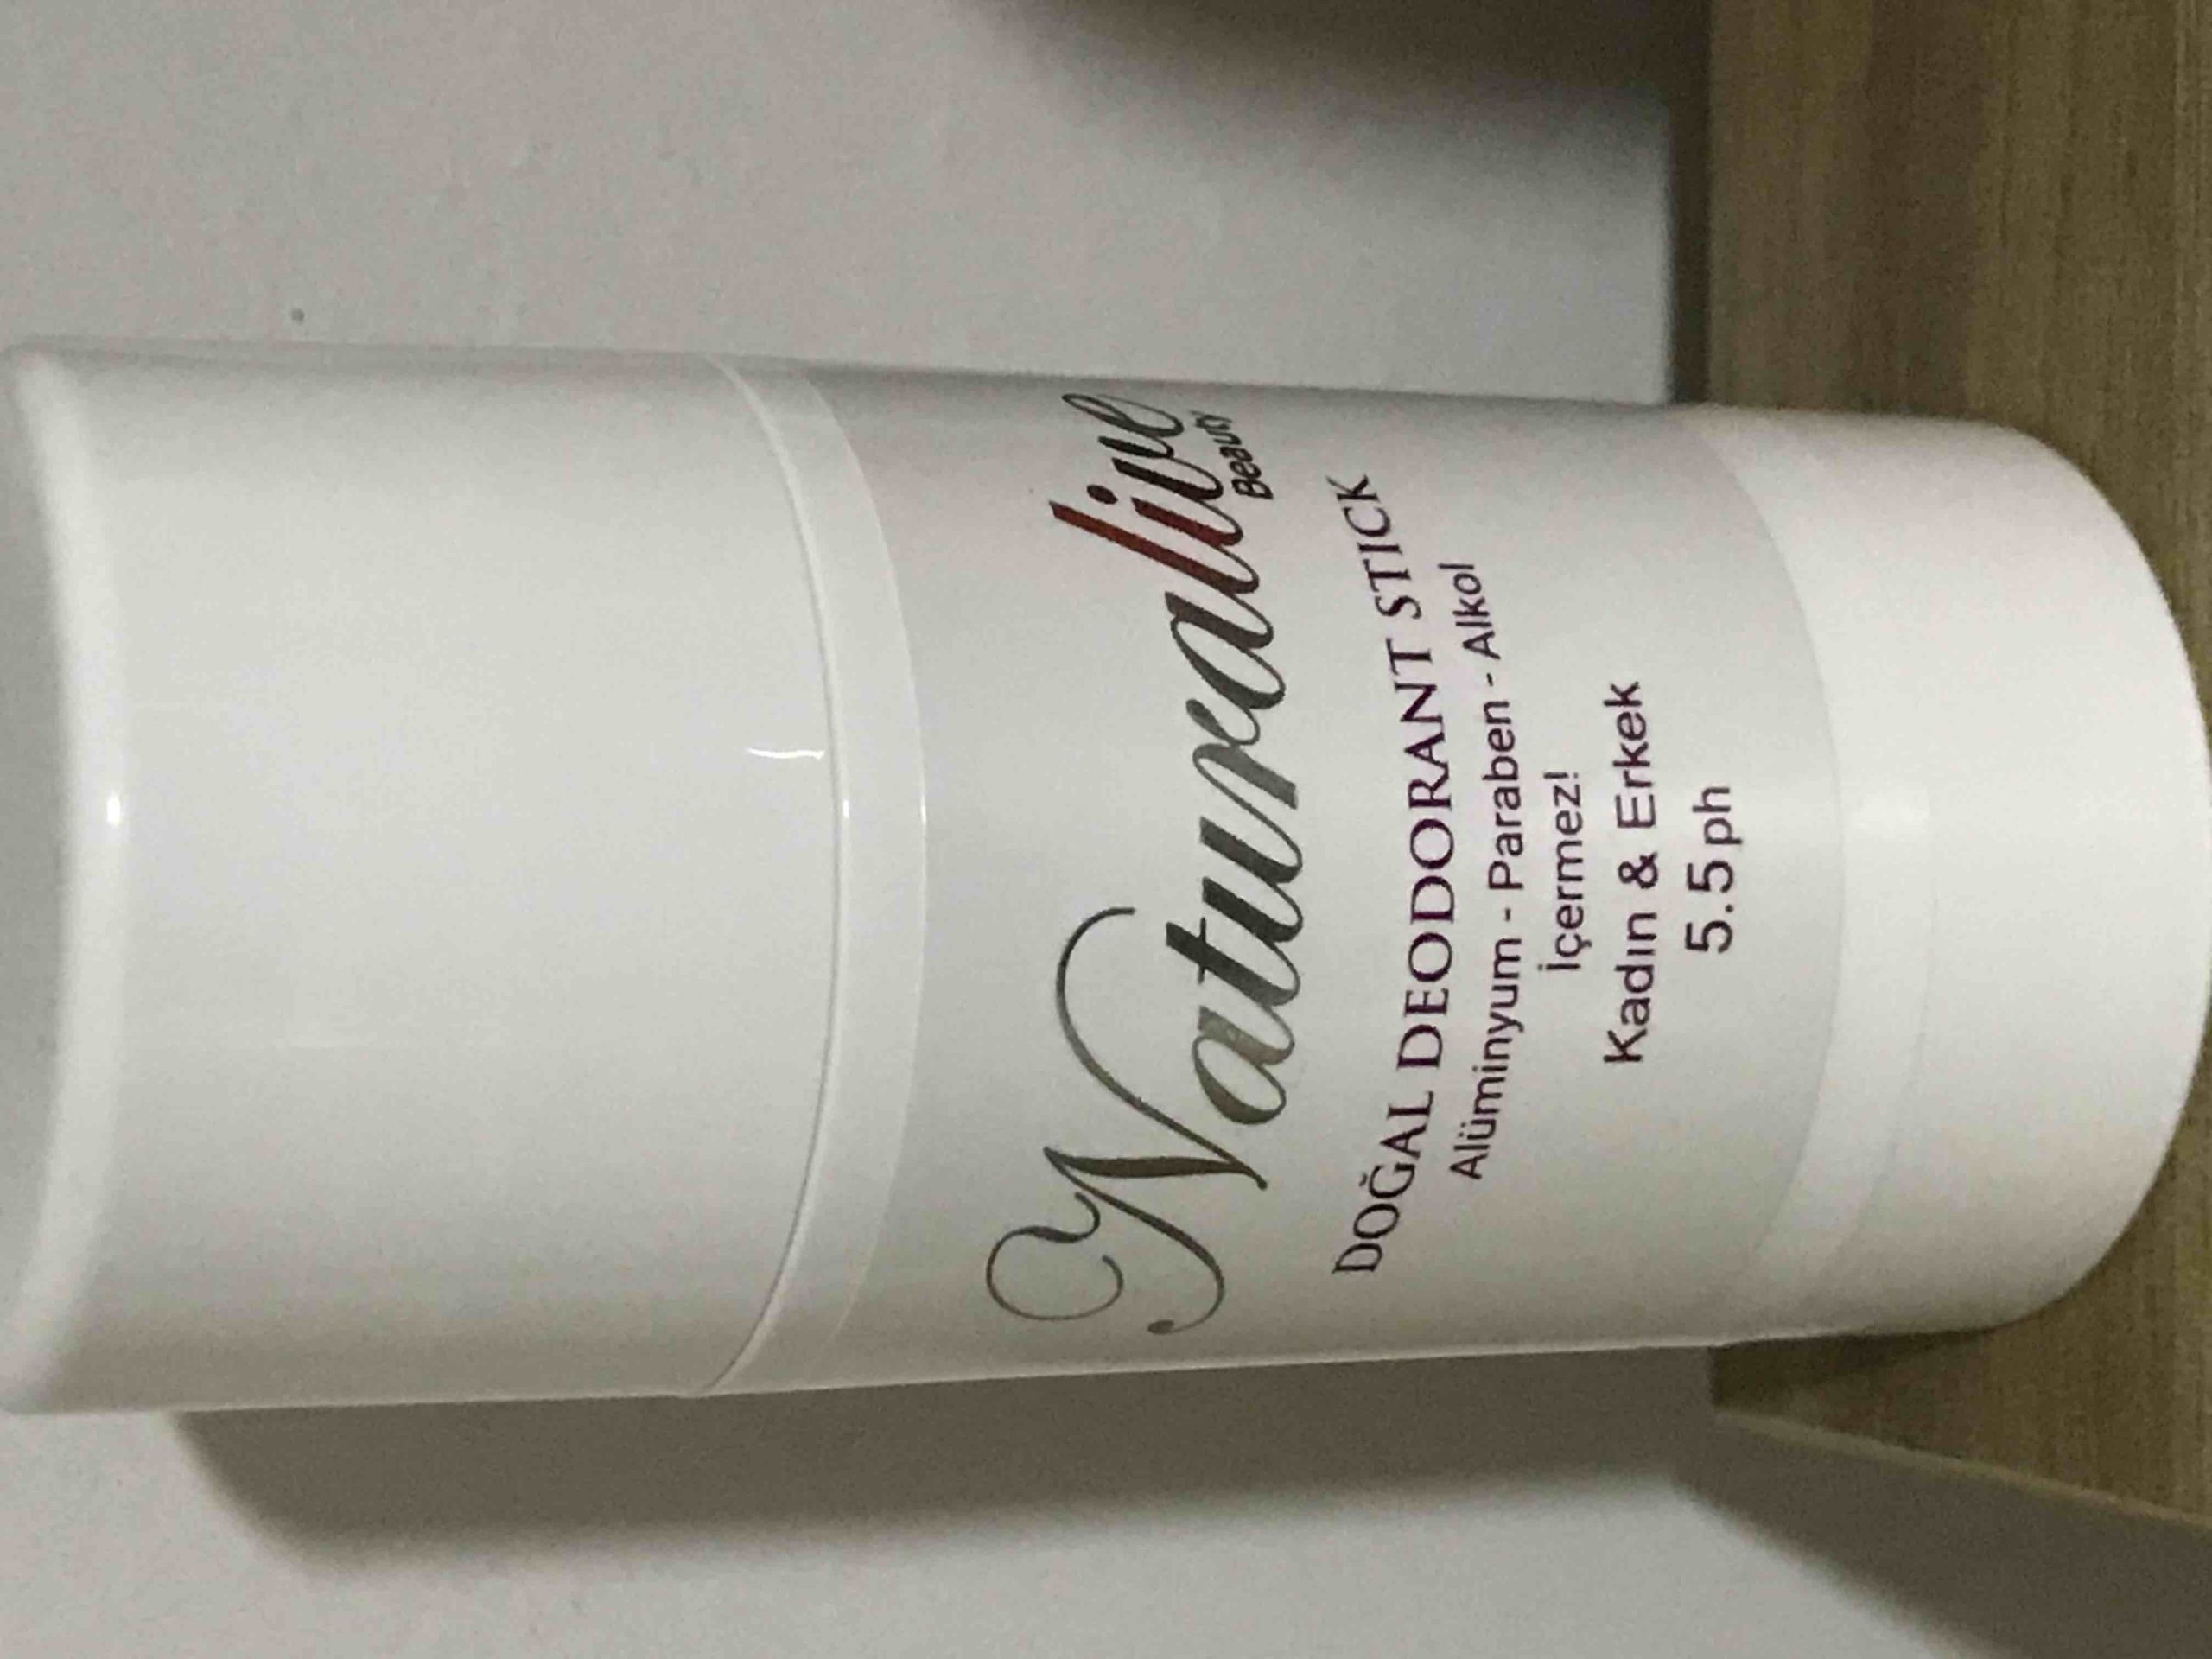 Naturalive
Beauty
DOĞAL DEODORANT STICK
Alüminyum - Paraben - Alkol
İçermez!
Kadın & Erkek
5.5ph